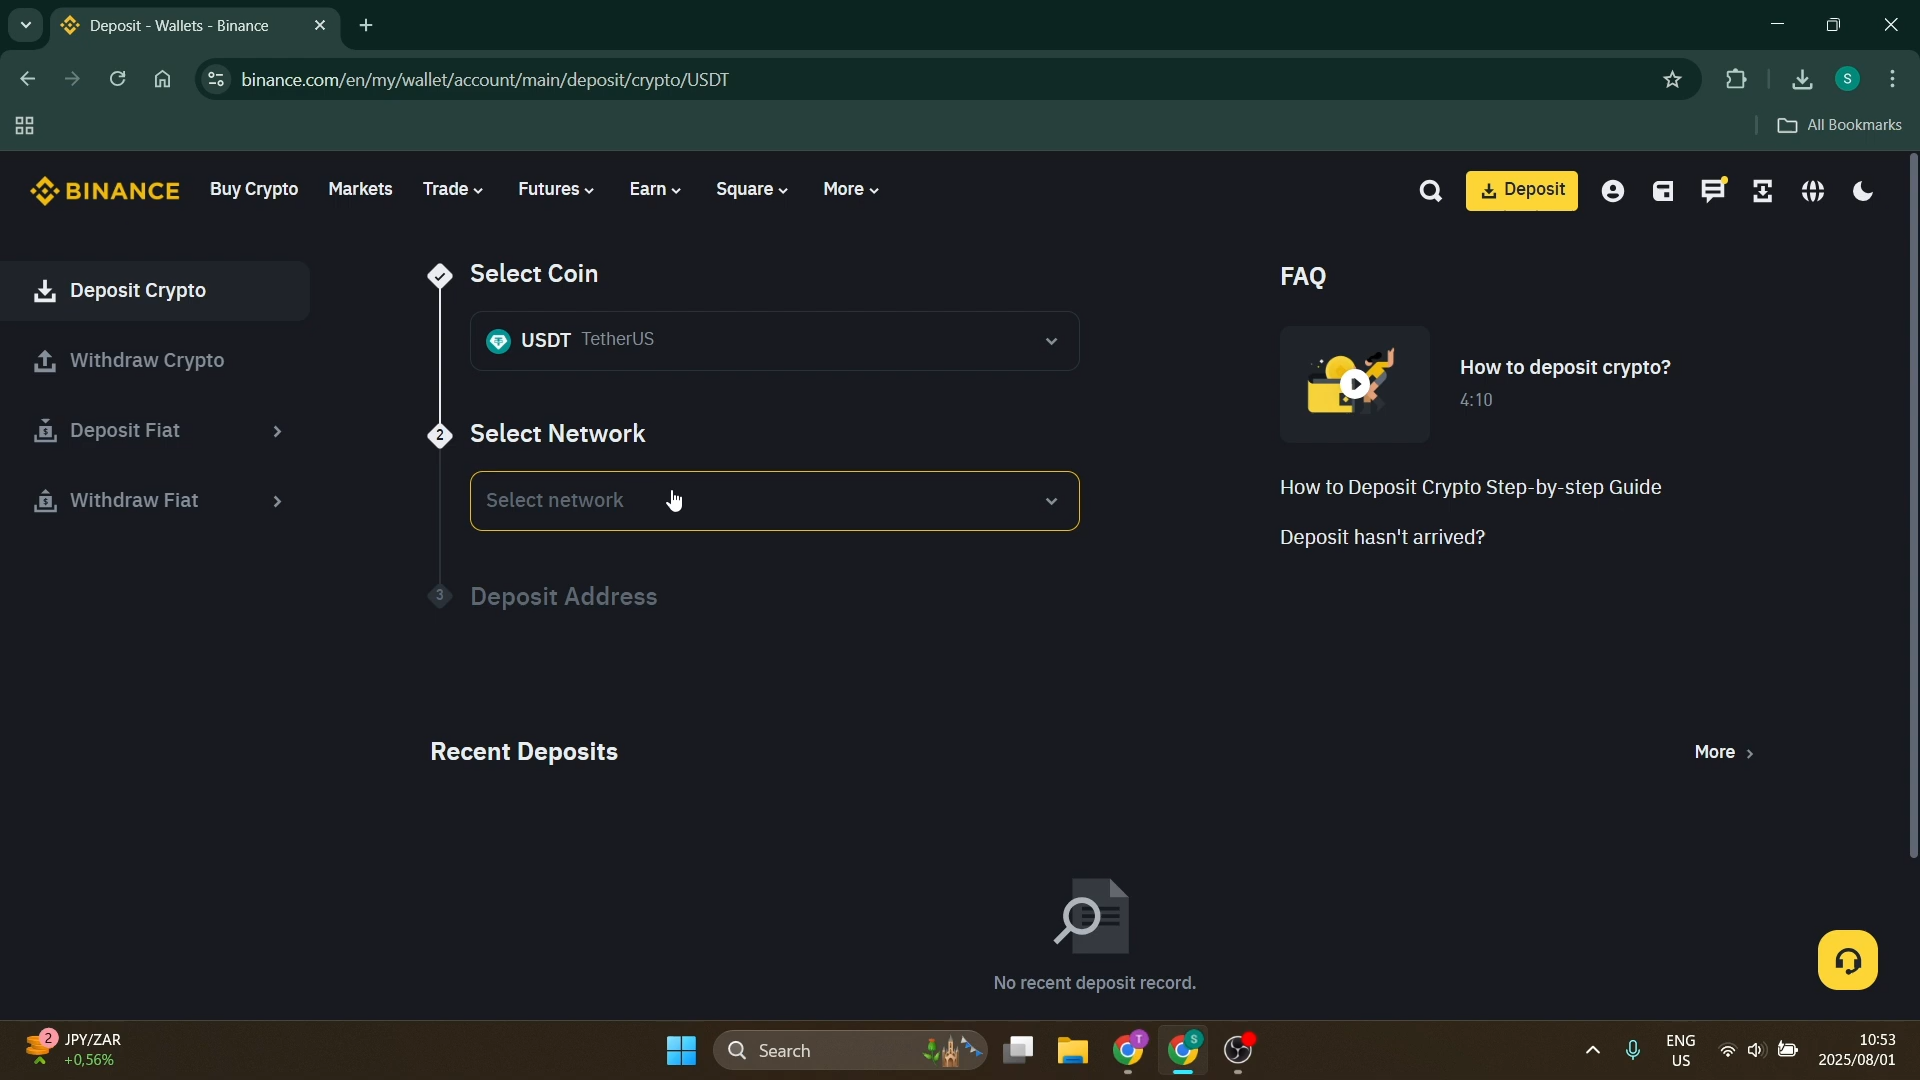 Deposit - Wallets - Binance
binance.com/en/my/wallet/account/main/deposit/crypto/USDT
S
All Bookmarks
BINANCE Buy Crypto Markets Trade Futures Earn Square More Deposit
Deposit Crypto
Withdraw Crypto
Deposit Fiat
Withdraw Fiat
Select Coin
USDT TetherUS
2 Select Network
Select network
3 Deposit Address
FAQ
How to deposit crypto?
4:10
How to Deposit Crypto Step-by-step Guide
Deposit hasn't arrived?
Recent Deposits
More
No recent deposit record.
2 JPY/ZAR
+0,56%
Search
T
S
ENG
US
10:53
2025/08/01